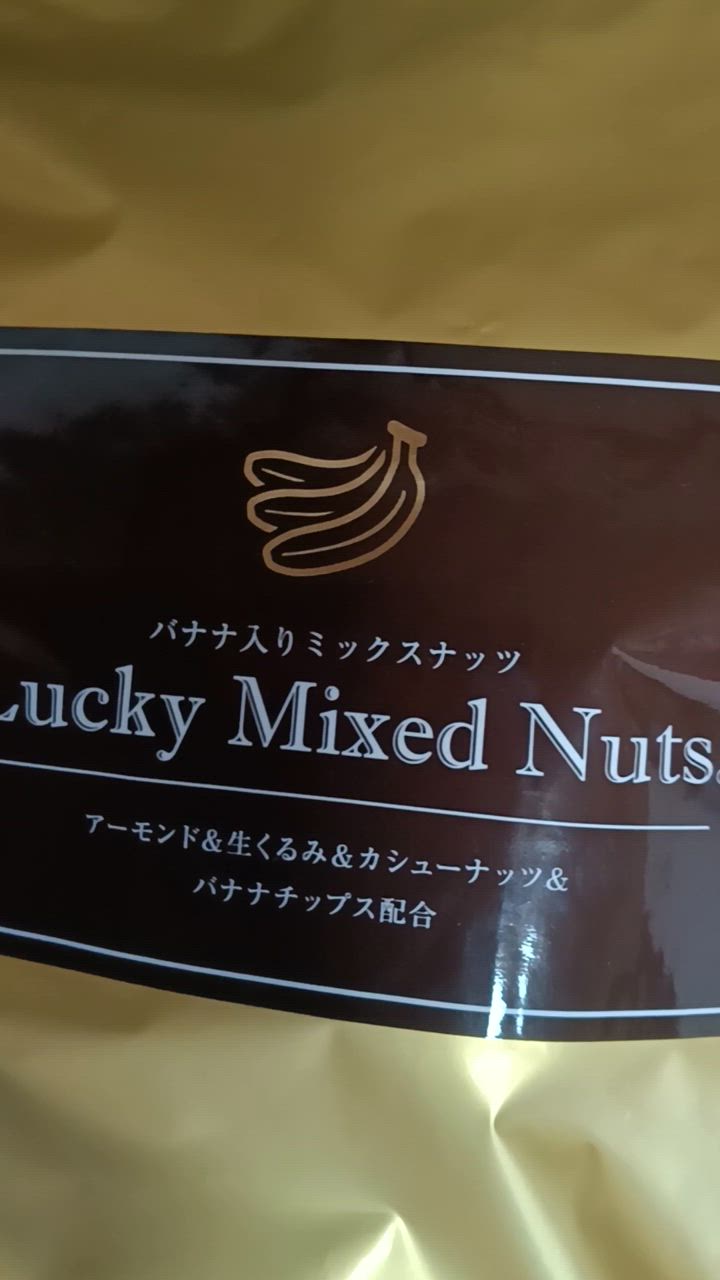 バナナ入りミックスナッツ
Lucky Mixed Nuts.
アーモンド&生くるみ&カシューナッツ&
バナナチップス配合